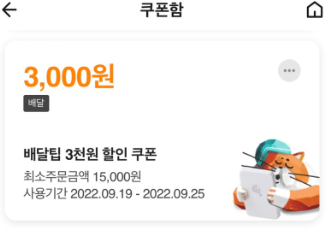 쿠폰함
3,000원
배달
배달팁 3천원 할인 쿠폰
최소주문금액 15,000원
사용기간 2022.09.19 - 2022.09.25